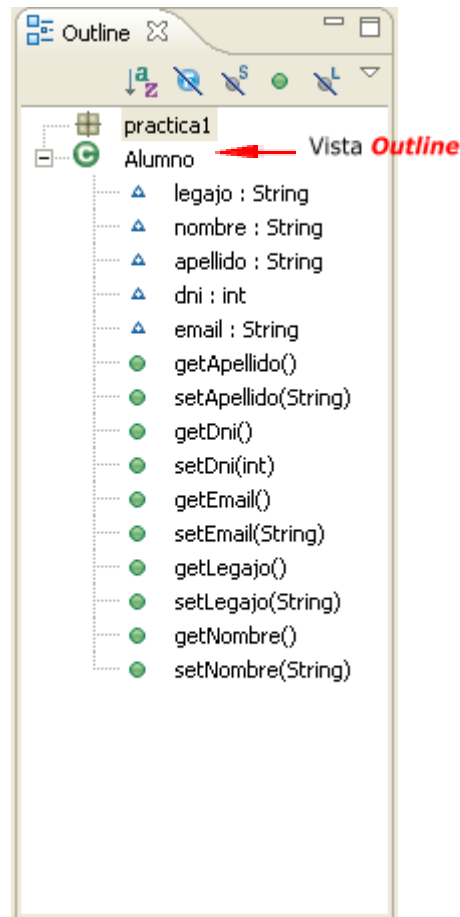 Outline
a
z
S
L
practica1
Alumno
Vista Outline
legajo : String
nombre : String
apellido : String
dni : int
email : String
getApellido()
setApellido(String)
getDni()
setDni(int)
getEmail()
setEmail(String)
getLegajo()
setLegajo(String)
getNombre()
setNombre(String)